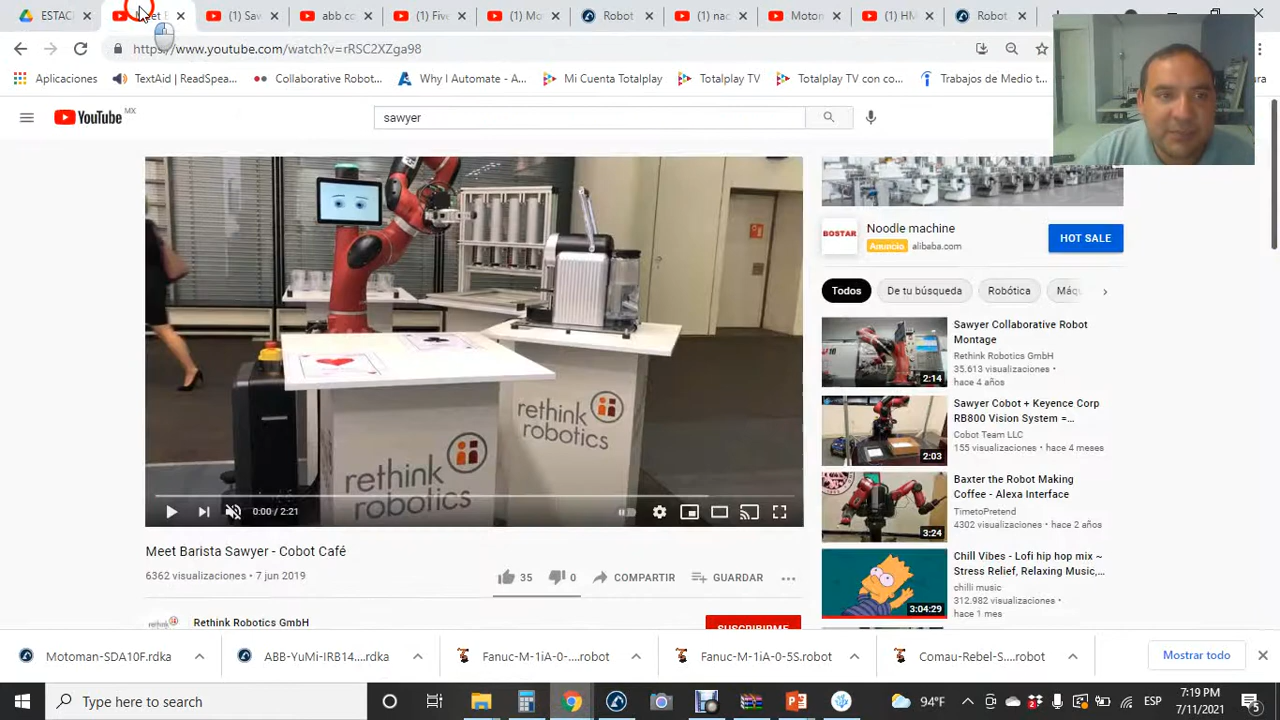 ESTAC
Meet B
(1) Saw
abb co
(1) Five
(1) Mo
Robot
(1) nac
Moton
(1) HM
Robot
https://www.youtube.com/watch?v=rRSC2XZga98
Aplicaciones
TextAid | ReadSpea...
Collaborative Robot...
Why I Automate - A...
Mi Cuenta Totalplay
Totalplay TV
Totalplay TV con co...
Trabajos de Medio t...
YouTube MX
sawyer
BOSTAR
Noodle machine
Anuncio alibaba.com
HOT SALE
Todos
De tu búsqueda
Robótica
Máq
Sawyer Collaborative Robot
Montage
Rethink Robotics GmbH
35.613 visualizaciones •
hace 4 años
2:14
Sawyer Cobot + Keyence Corp
RB800 Vision System =...
Cobot Team LLC
155 visualizaciones • hace 4 meses
2:03
Baxter the Robot Making
Coffee - Alexa Interface
TimetoPretend
4302 visualizaciones • hace 2 años
3:24
Chill Vibes - Lofi hip hop mix ~
Stress Relief, Relaxing Music,...
chilli music
312.982 visualizaciones •
hace 1 mes
3:04:29
rethink
robotics
rethink
robotics
0:00 / 2:21
Meet Barista Sawyer - Cobot Café
6362 visualizaciones • 7 jun 2019
35
0
COMPARTIR
GUARDAR
Rethink Robotics GmbH
SUSCRIBIRME
Motoman-SDA10F.rdka
ABB-YuMi-IRB14....rdka
Fanuc-M-1iA-0-....robot
Fanuc-M-1iA-0-5S.robot
Comau-Rebel-S....robot
Mostrar todo
Type here to search
94°F
ESP
7:19 PM
7/11/2021
5